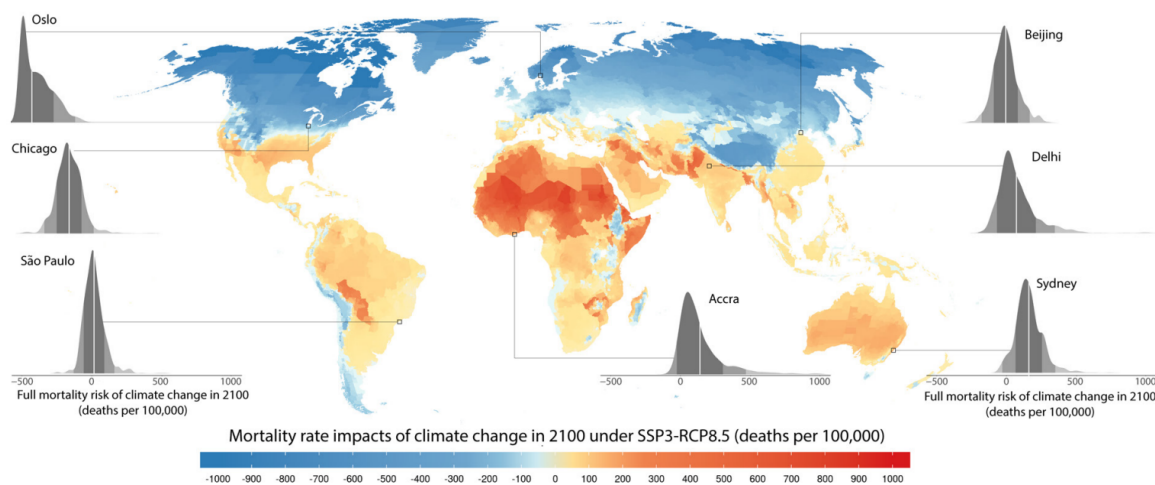 Oslo
Beijing
Chicago
Delhi
São Paulo
Accra
Sydney
-500 0 500 1000
Full mortality risk of climate change in 2100
(deaths per 100,000)
-500 0 500 1000
-500 0 500 1000
Full mortality risk of climate change in 2100
(deaths per 100,000)
Mortality rate impacts of climate change in 2100 under SSP3-RCP8.5 (deaths per 100,000)
-1000 -900 -800 -700 -600 -500 -400 -300 -200 -100 0 100 200 300 400 500 600 700 800 900 1000